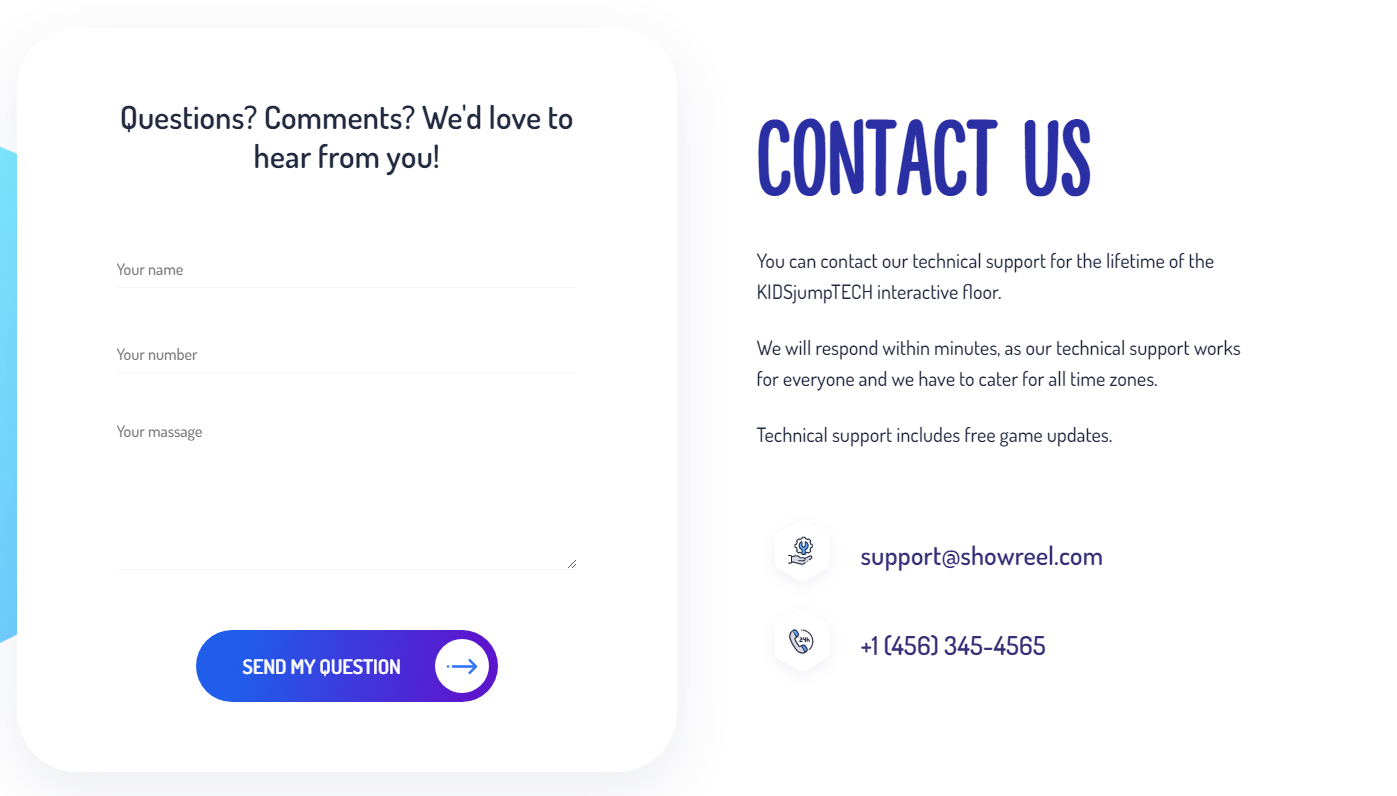 Questions? Comments? We'd love to
hear from you!
Your name
Your number
Your massage
SEND MY QUESTION
CONTACT US
You can contact our technical support for the lifetime of the
KIDSjumpTECH interactive floor.
We will respond within minutes, as our technical support works
for everyone and we have to cater for all time zones.
Technical support includes free game updates.
support@showreel.com
24h
+1 (456) 345-4565